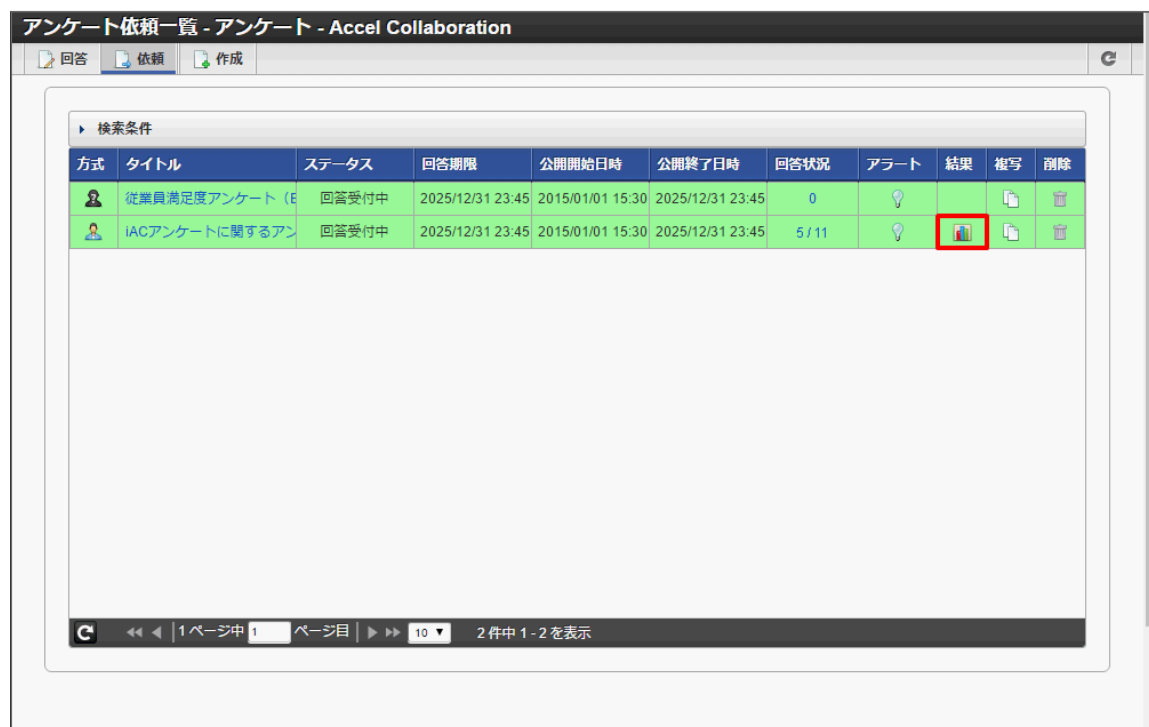 アンケート依頼一覧 - アンケート - Accel Collaboration
回答 依頼 作成
検索条件
方式 タイトル ステータス 回答期限 公開開始日時 公開終了日時 回答状況 アラート 結果 複写 削除
従業員満足度アンケート（E 回答受付中 2025/12/31 23:45 2015/01/01 15:30 2025/12/31 23:45 0
iACアンケートに関するアン 回答受付中 2025/12/31 23:45 2015/01/01 15:30 2025/12/31 23:45 5 / 11
1 ページ中 1 ページ目 10 2 件中 1 - 2 を表示